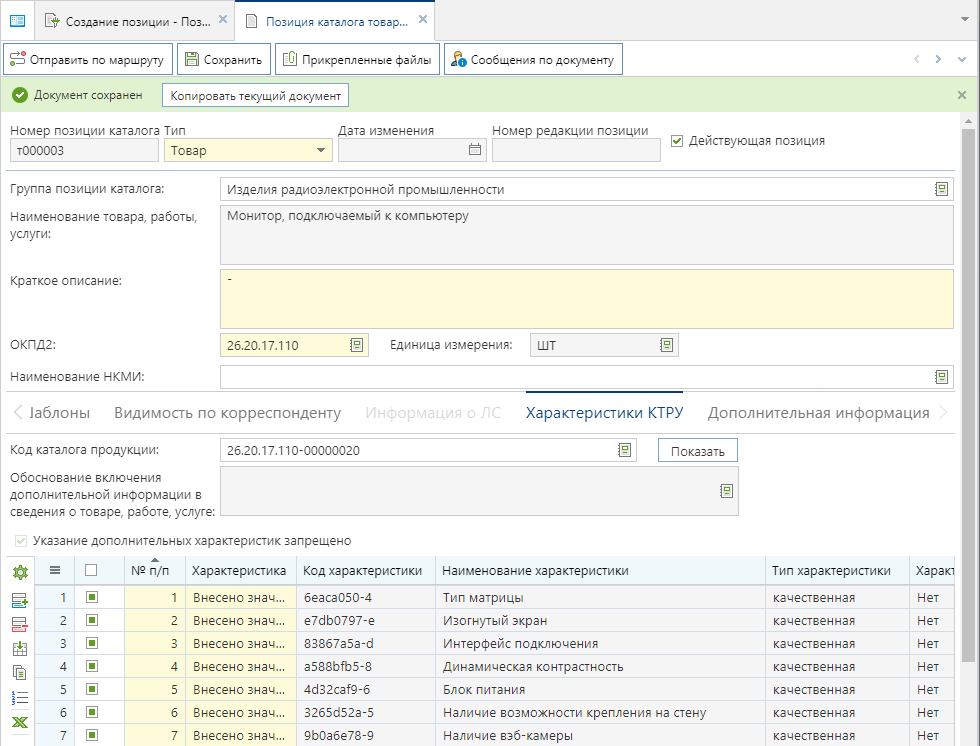 Создание позиции - Поз...
Позиция каталога товар...
Отправить по маршруту
Сохранить
Прикрепленные файлы
Сообщения по документу
Документ сохранен
Копировать текущий документ
Номер позиции каталога Тип Дата изменения Номер редакции позиции
т000003 Товар Действующая позиция
Группа позиции каталога: Изделия радиоэлектронной промышленности
Наименование товара, работы, услуги: Монитор, подключаемый к компьютеру
Краткое описание: -
ОКПД2: 26.20.17.110 Единица измерения: ШТ
Наименование НКМИ:
Јаблоны Видимость по корреспонденту Информация о ЛС Характеристики КТРУ Дополнительная информация
Код каталога продукции: 26.20.17.110-00000020 Показать
Обоснование включения
дополнительной информации в
сведения о товаре, работе, услуге:
Указание дополнительных характеристик запрещено
№ п/п Характеристика Код характеристики Наименование характеристики Тип характеристики Характ
1 1 Внесено знач... 6eaca050-4 Тип матрицы качественная Нет
2 2 Внесено знач... e7db0797-e Изогнутый экран качественная Нет
3 3 Внесено знач... 83867a5a-d Интерфейс подключения качественная Нет
4 4 Внесено знач... a588bfb5-8 Динамическая контрастность качественная Нет
5 5 Внесено знач... 4d32caf9-6 Блок питания качественная Нет
6 6 Внесено знач... 3265d52a-5 Наличие возможности крепления на стену качественная Нет
7 7 Внесено знач... 9b0a6e78-9 Наличие вэб-камеры качественная Нет